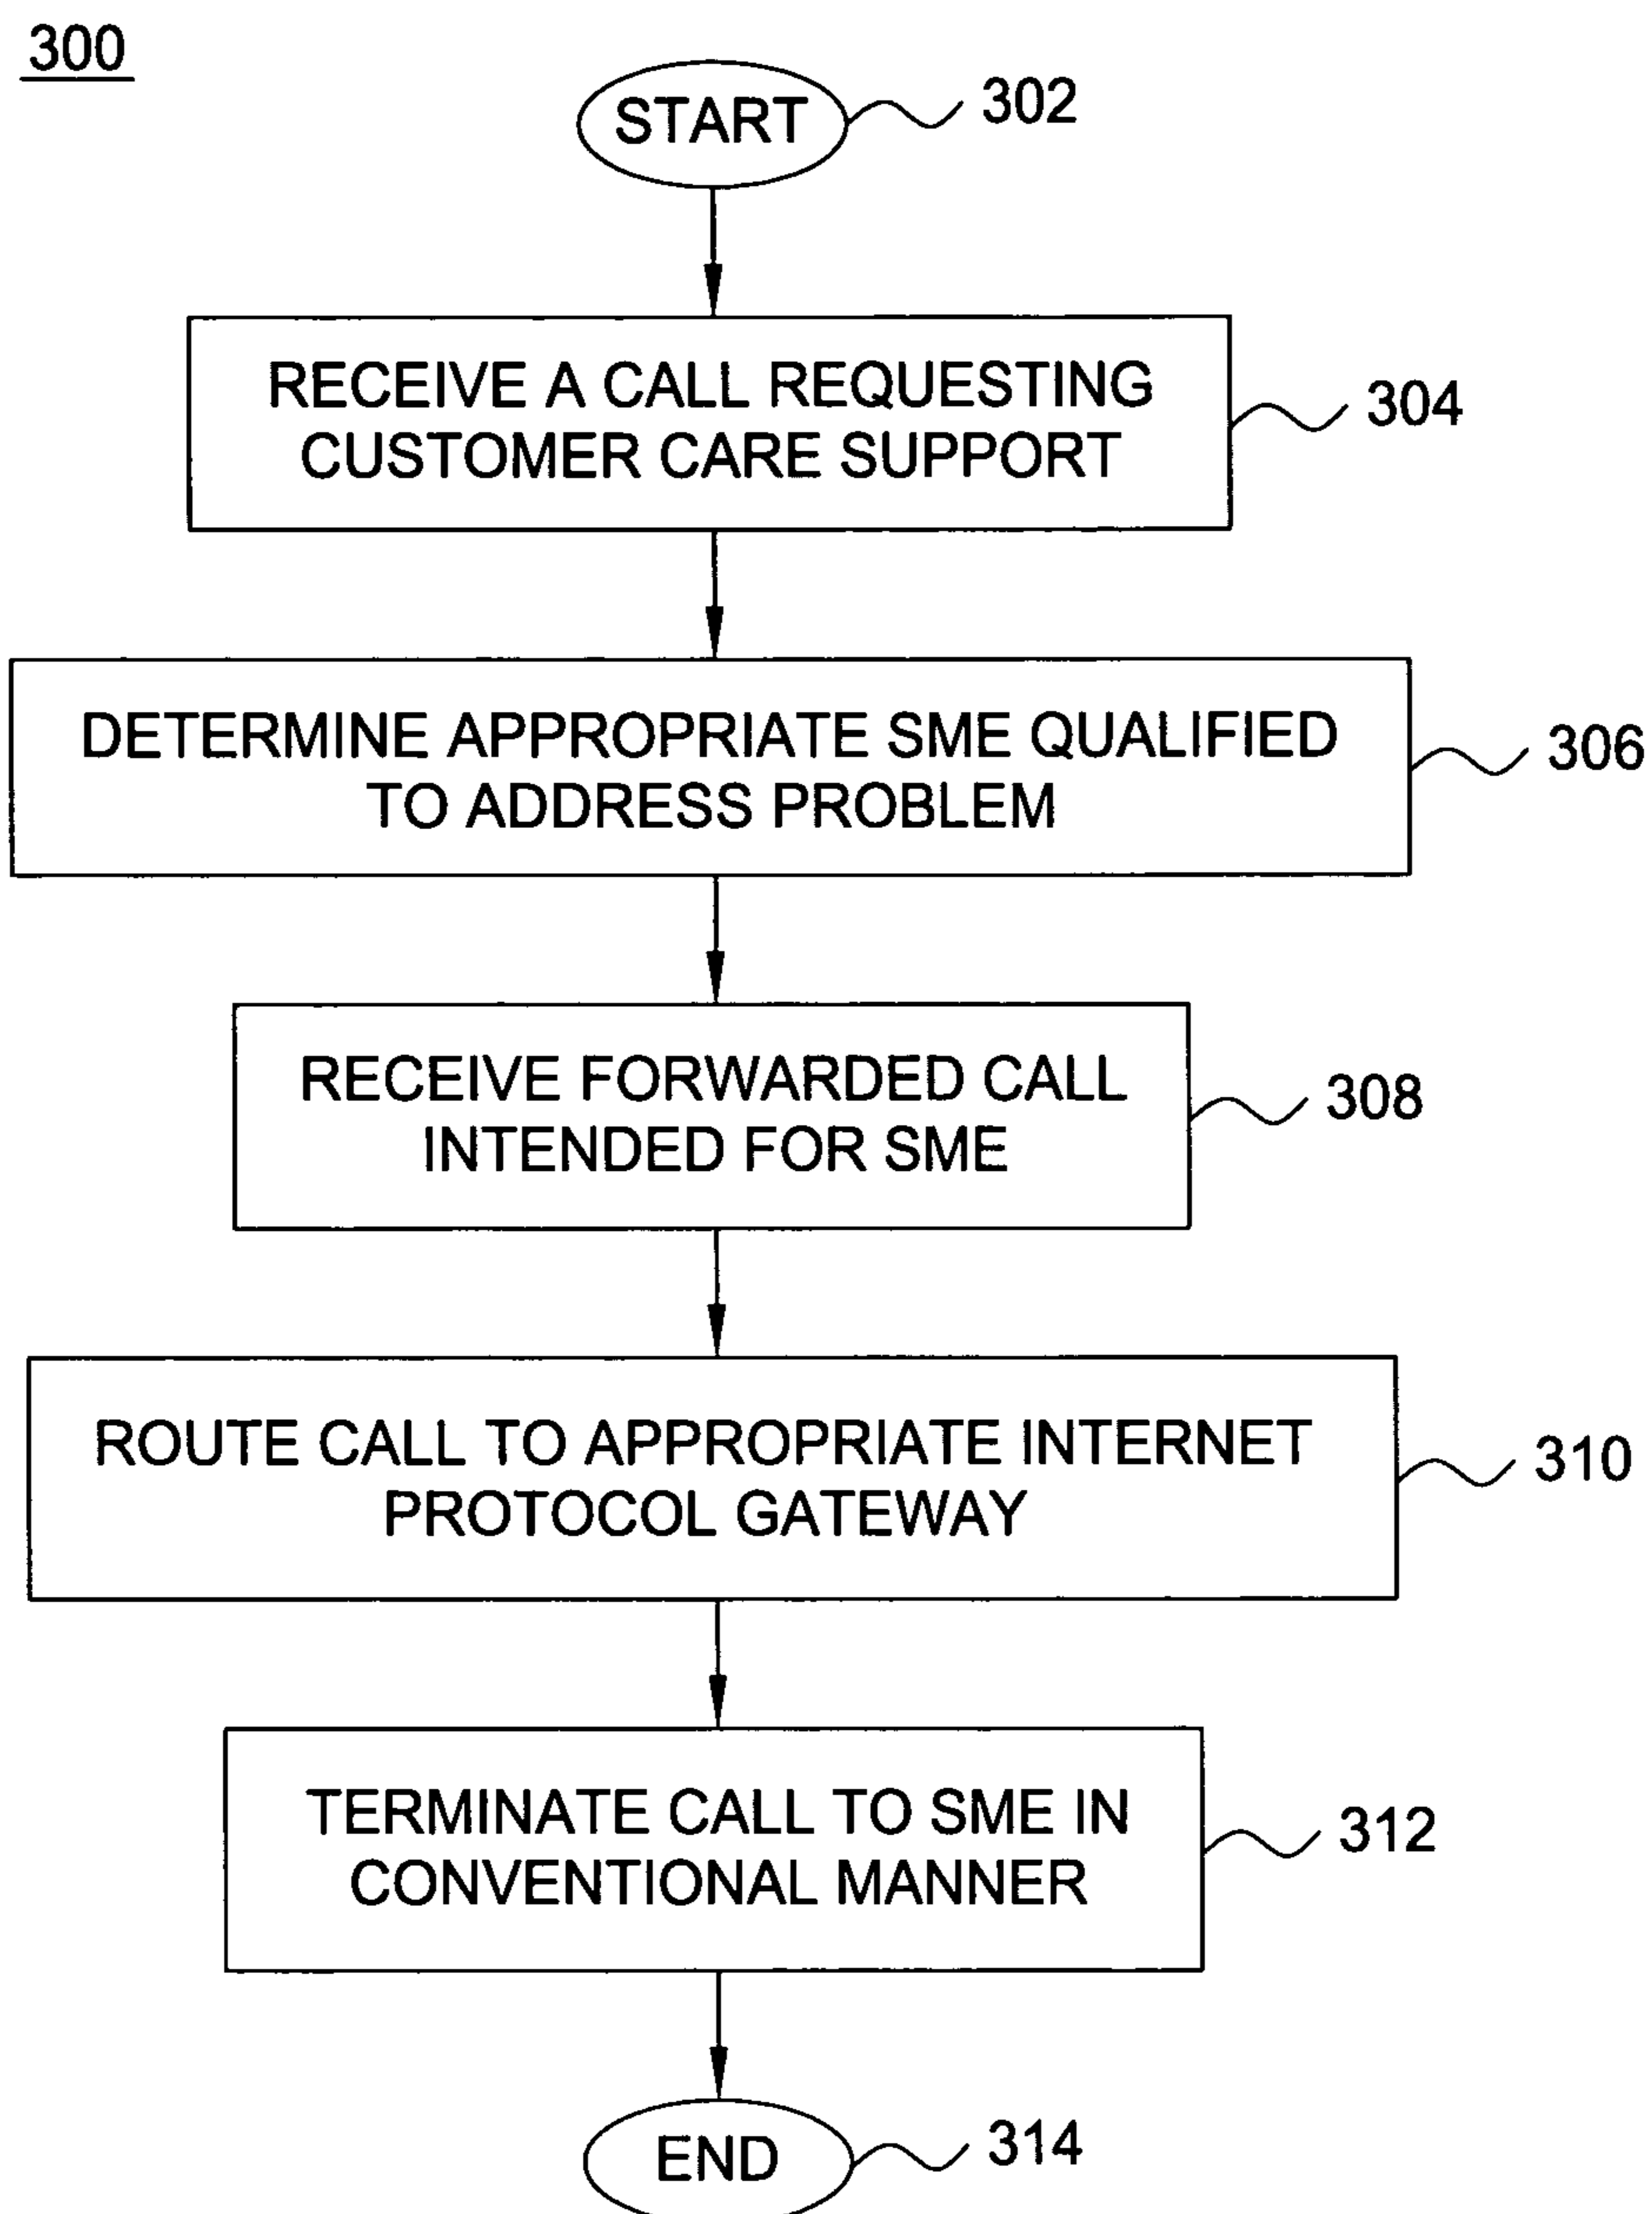 300
START
302
RECEIVE A CALL REQUESTING
CUSTOMER CARE SUPPORT
304
DETERMINE APPROPRIATE SME QUALIFIED
TO ADDRESS PROBLEM
306
RECEIVE FORWARDED CALL
INTENDED FOR SME
308
ROUTE CALL TO APPROPRIATE INTERNET
PROTOCOL GATEWAY
310
TERMINATE CALL TO SME IN
CONVENTIONAL MANNER
312
END
314